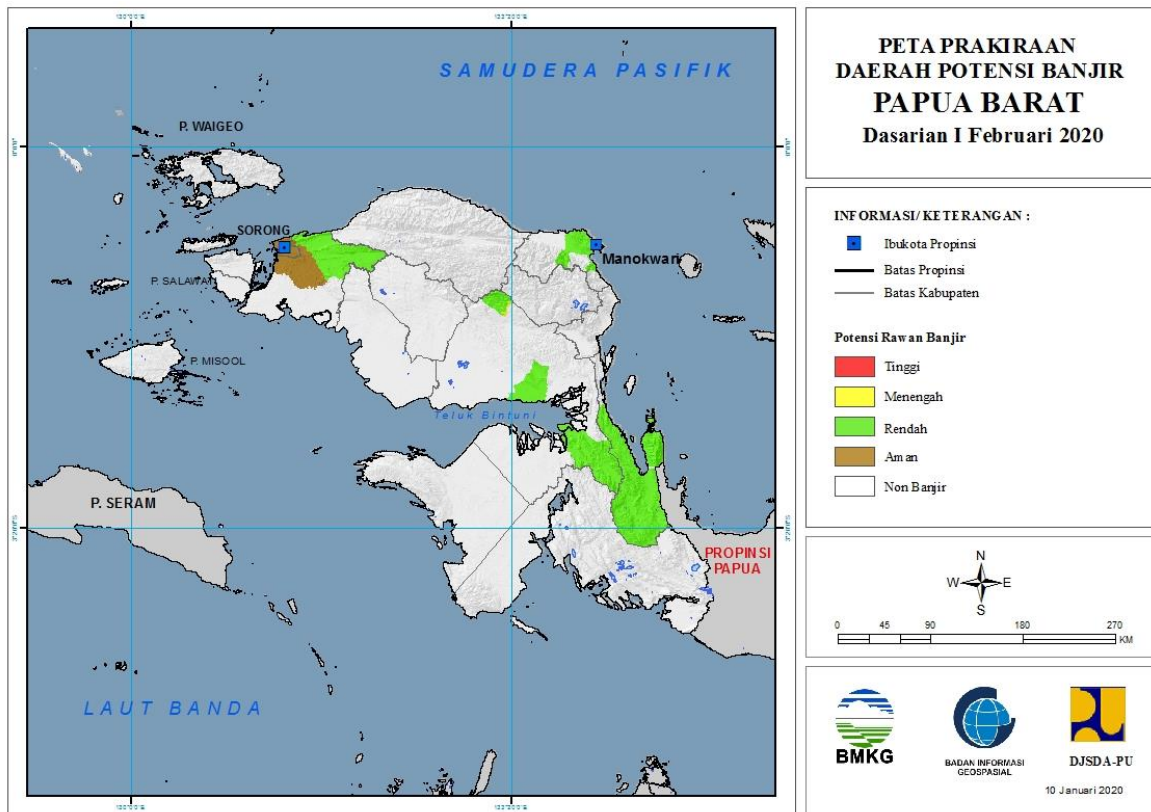 SAMUDERA PASIFIK
P. WAIGEO
SORONG
P. SALAWATI
Manokwari
P. MISOOL
Teluk Bintuni
P. SERAM
PROPINSI
PAPUA
LAUT BANDA
PETA PRAKIRAAN
DAERAH POTENSI BANJIR
PAPUA BARAT
Dasarian I Februari 2020
INFORMASI/ KETERANGAN :
Ibukota Propinsi
Batas Propinsi
Batas Kabupaten
Potensi Rawan Banjir
Tinggi
Menengah
Rendah
Aman
Non Banjir
N
W E
S
0 45 90 180 270
KM
BMKG
BADAN INFORMASI
GEOSPASIAL
DJSDA-PU
10 Januari 2020